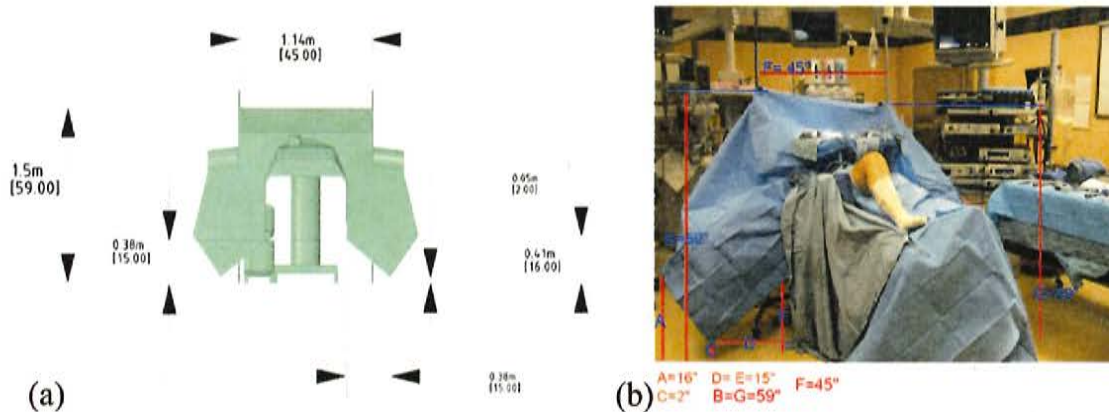 1.14m
[45.00]
1.5m
[59.00]
0.38m
[15.00]
0.05m
[2.00]
0.41m
[16.00]
0.38m
[15.00]
(a)
F= 45"
A
D
A=16" D= E=15" F=45"
C=2" B=G=59"
(b)